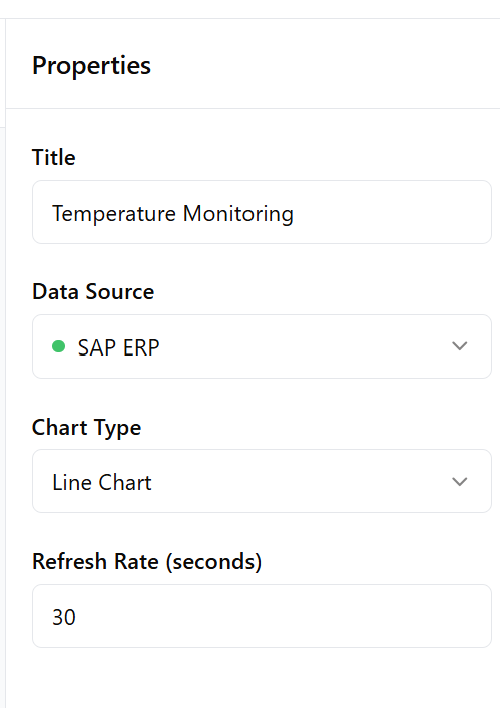 Properties
Title
Temperature Monitoring
Data Source
SAP ERP
Chart Type
Line Chart
Refresh Rate (seconds)
30